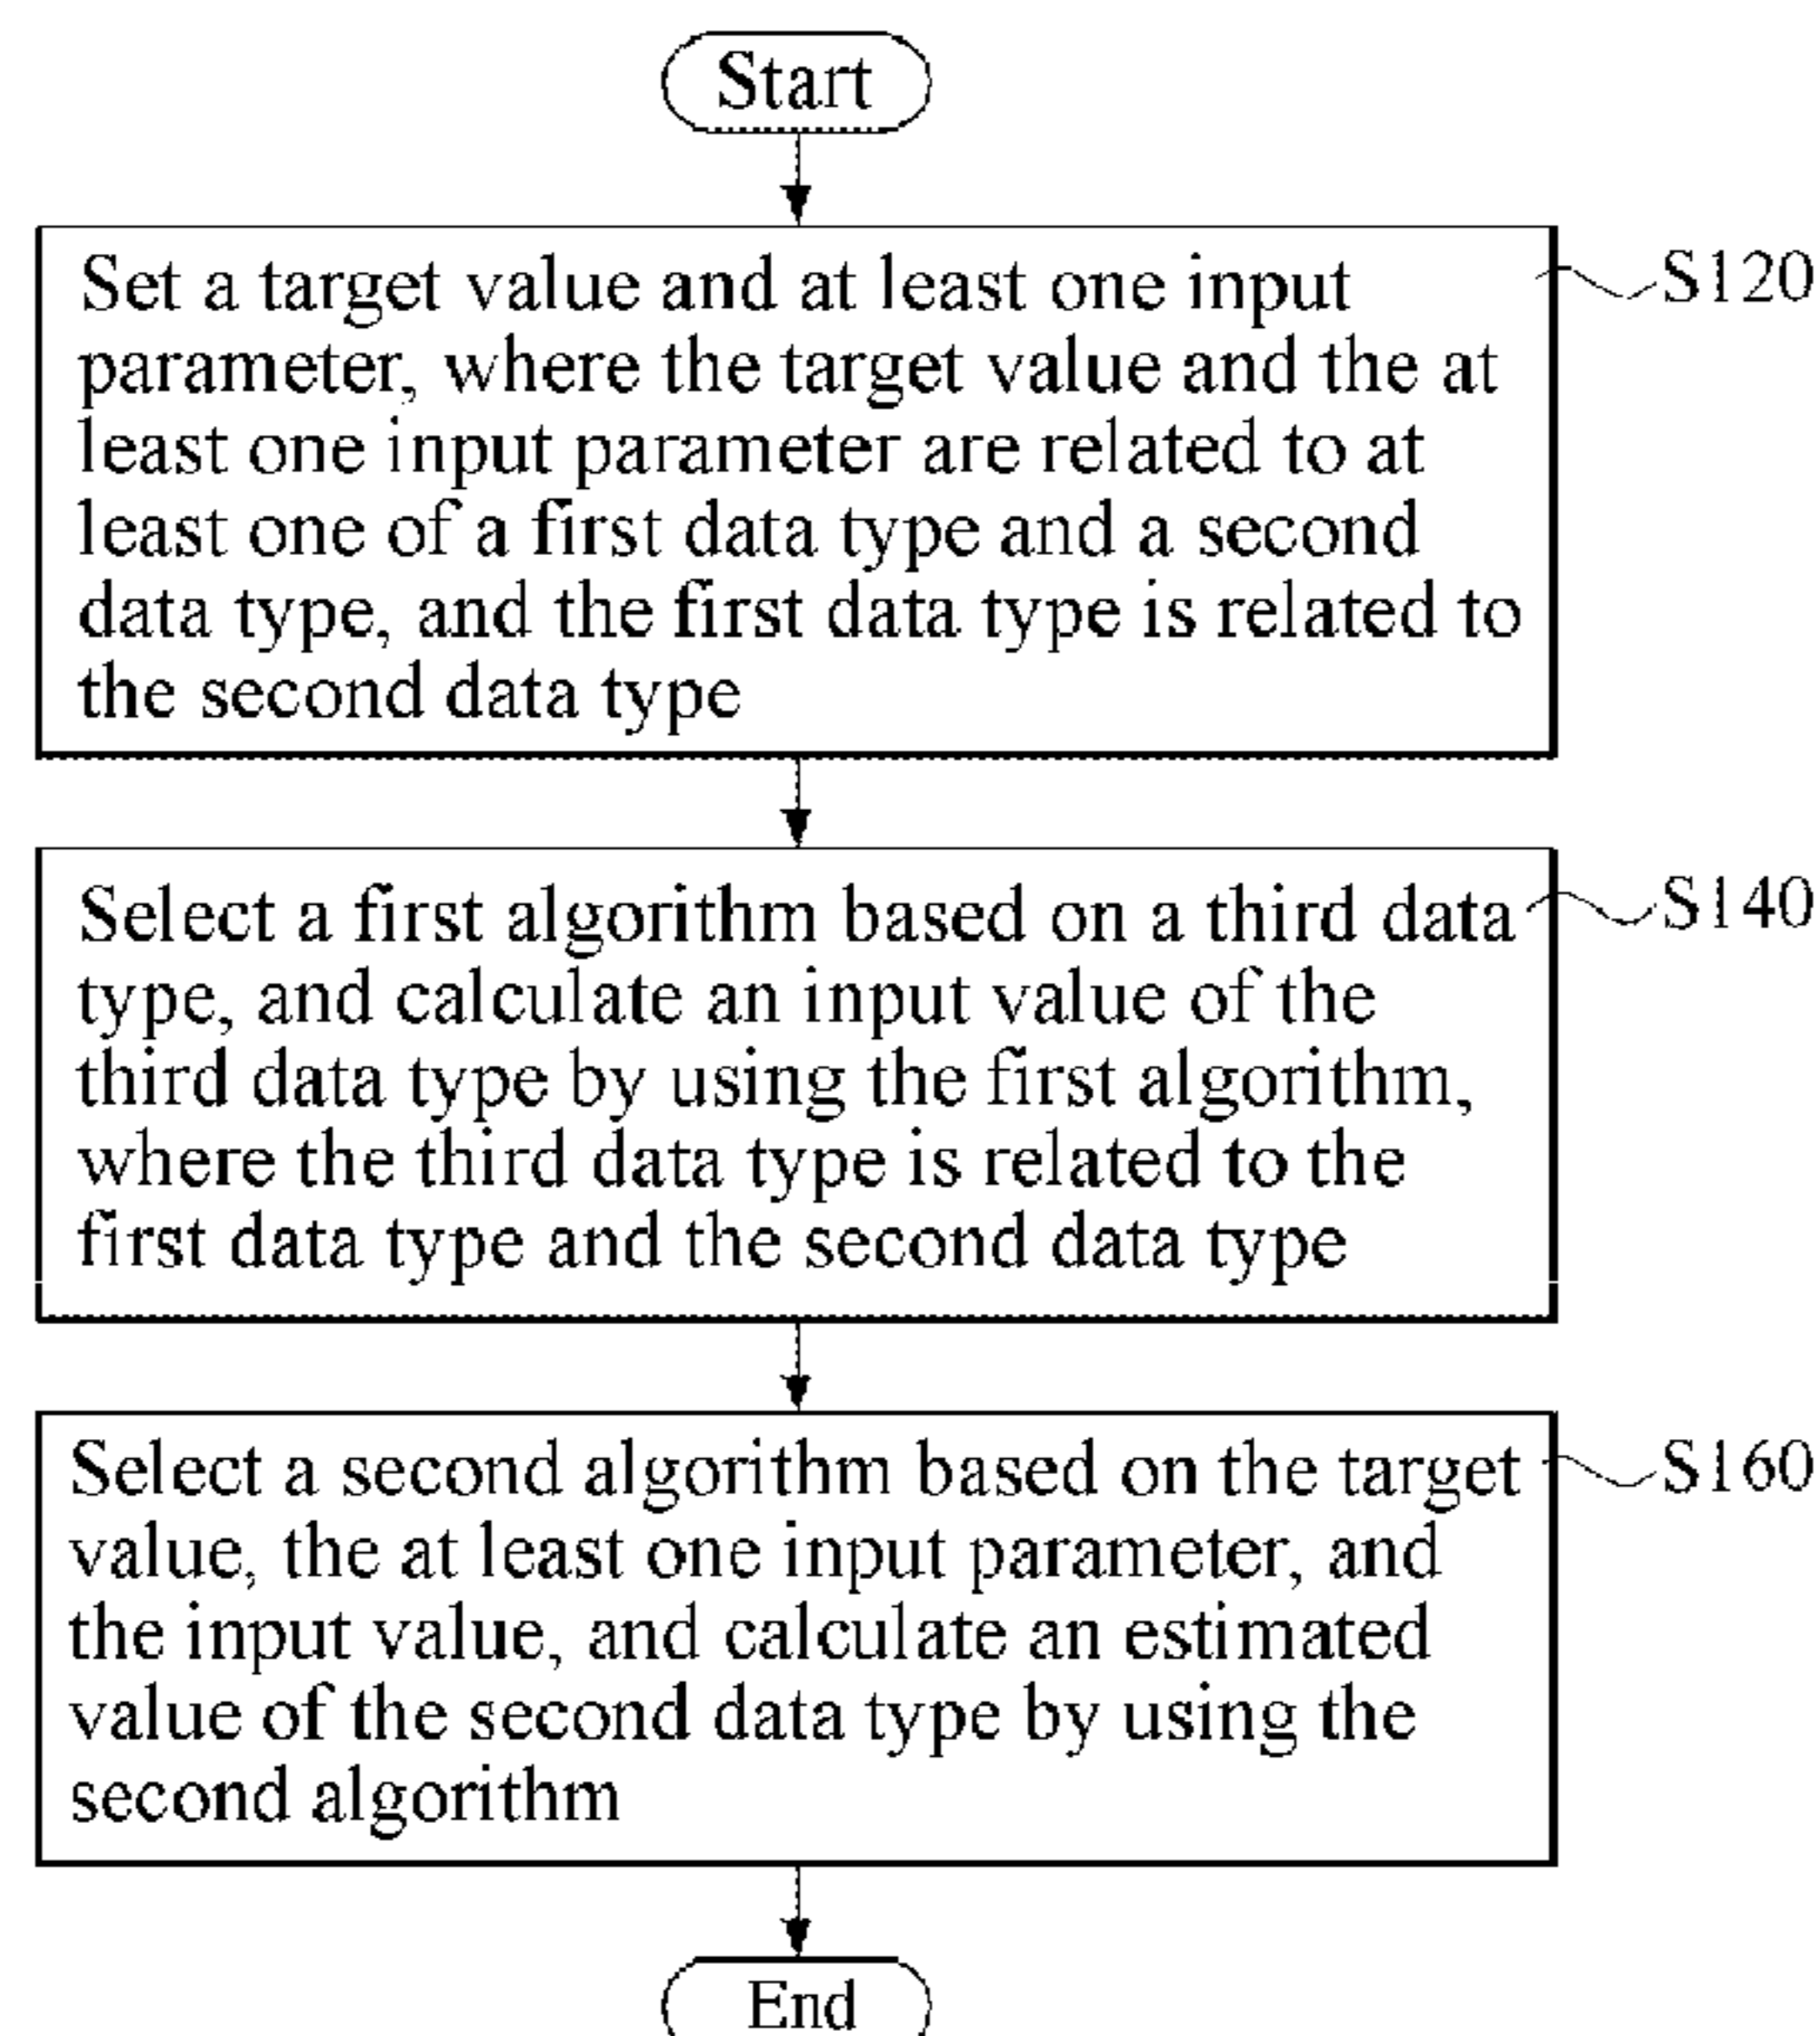 Start
Set a target value and at least one input
parameter, where the target value and the at
least one input parameter are related to at
least one of a first data type and a second
data type, and the first data type is related to
the second data type
S120
Select a first algorithm based on a third data
type, and calculate an input value of the
third data type by using the first algorithm,
where the third data type is related to the
first data type and the second data type
S140
Select a second algorithm based on the target
value, the at least one input parameter, and
the input value, and calculate an estimated
value of the second data type by using the
second algorithm
S160
End